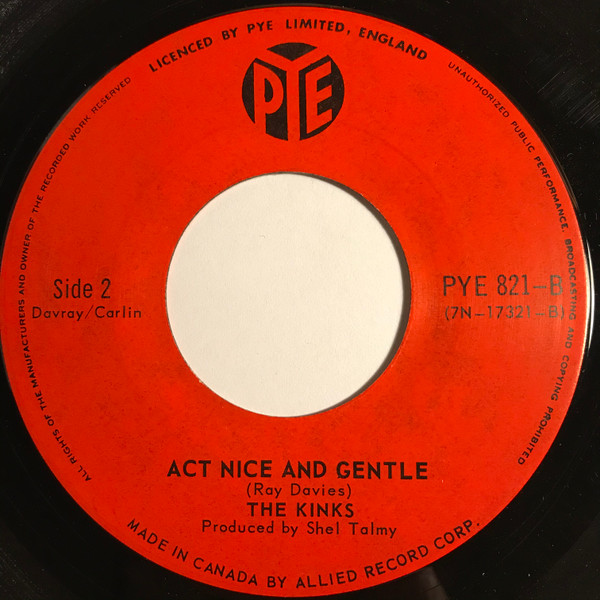 LICENCED BY PYE LIMITED, ENGLAND
UNAUTHORIZED PUBLIC PERFORMANCE, BROADCASTING AND COPYING PROHIBITED
ALL RIGHTS OF THE MANUFACTURERS AND OWNER OF THE RECORDED WORK RESERVED
PYE
Side 2
Davray/Carlin
PYE 821-B
(7N-17321-B)
ACT NICE AND GENTLE
(Ray Davies)
THE KINKS
Produced by Shel Talmy
MADE IN CANADA BY ALLIED RECORD CORP.